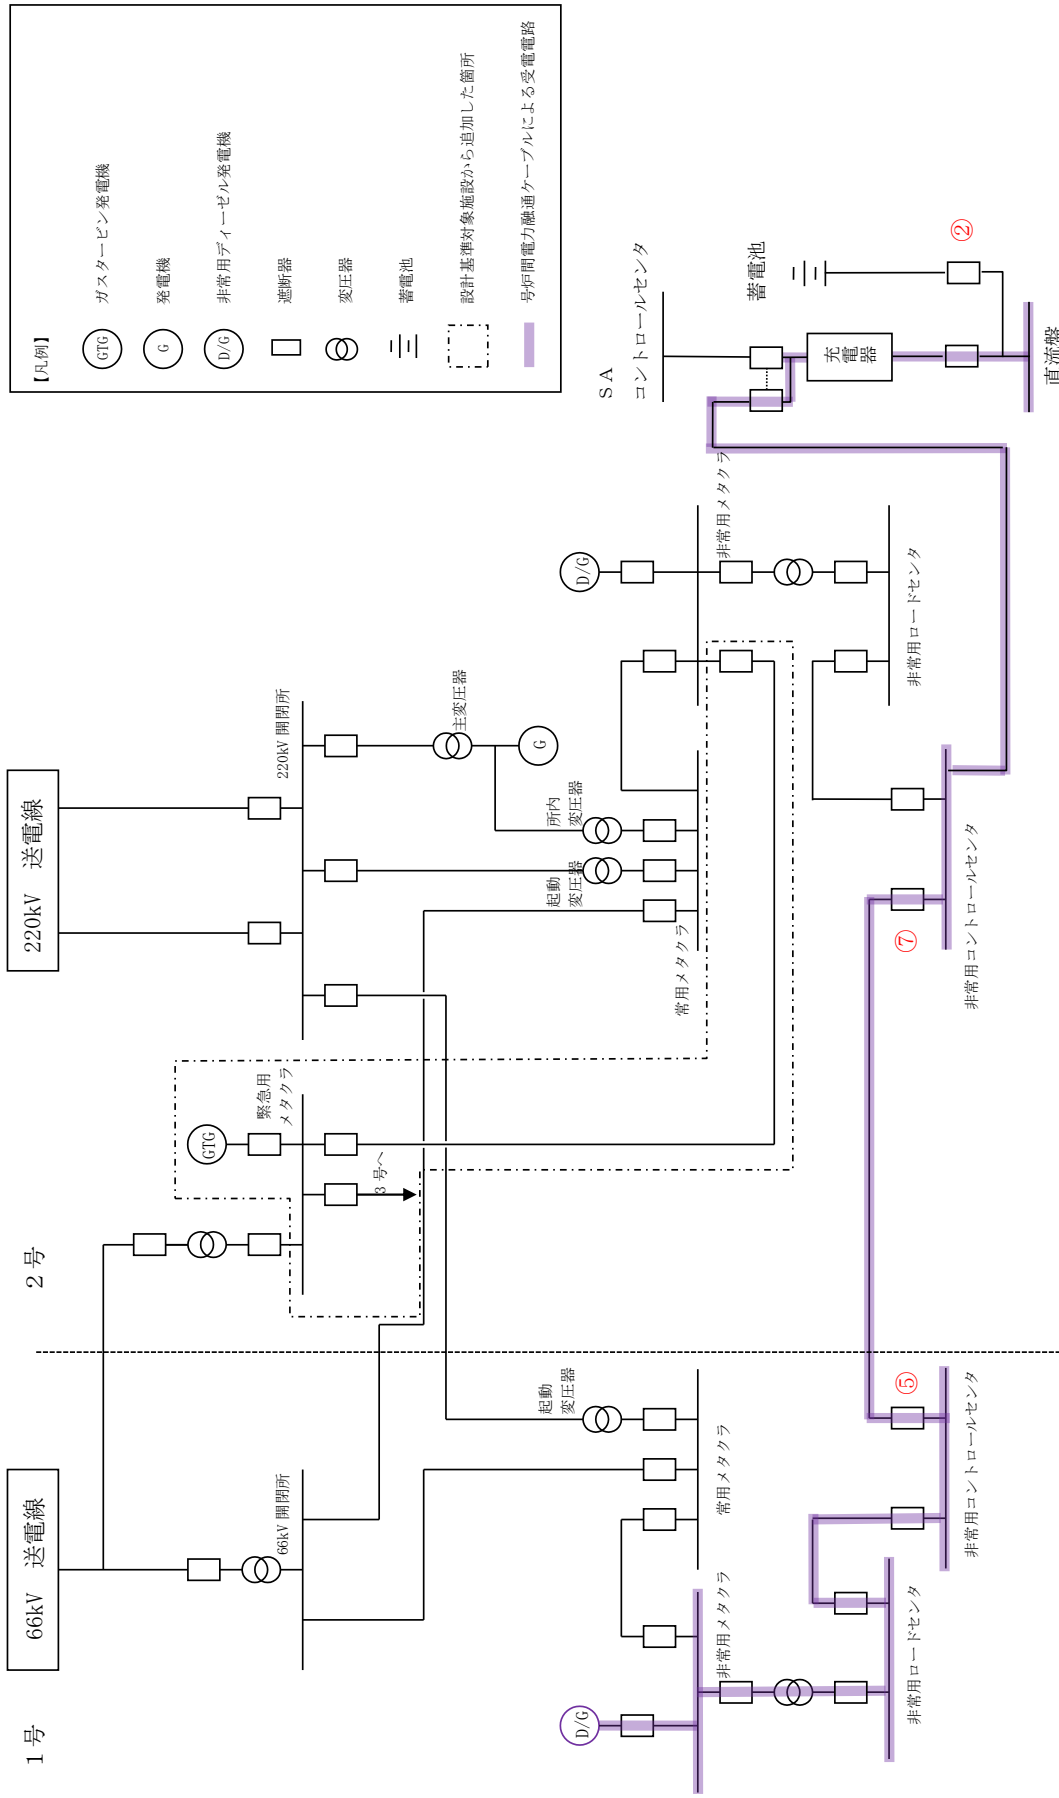 【凡例】
GTG ガスタービン発電機
G 発電機
D/G 非常用ディーゼル発電機
遮断器
変圧器
蓄電池
設計基準対象施設から追加した箇所
号炉間電力融通ケーブルによる受電電路
1号
2号
66kV 送電線
220kV 送電線
66kV 開閉所
220kV 開閉所
GTG
緊急用
メタクラ
3 号へ
主変圧器
G
所内
変圧器
起動
変圧器
起動
変圧器
常用メタクラ
常用メタクラ
D/G
非常用メタクラ
D/G
非常用メタクラ
非常用ロードセンタ
非常用ロードセンタ
非常用コントロールセンタ
非常用コントロールセンタ
⑤
⑦
SA
コントロールセンタ
蓄電池
②
充電器
直流盤